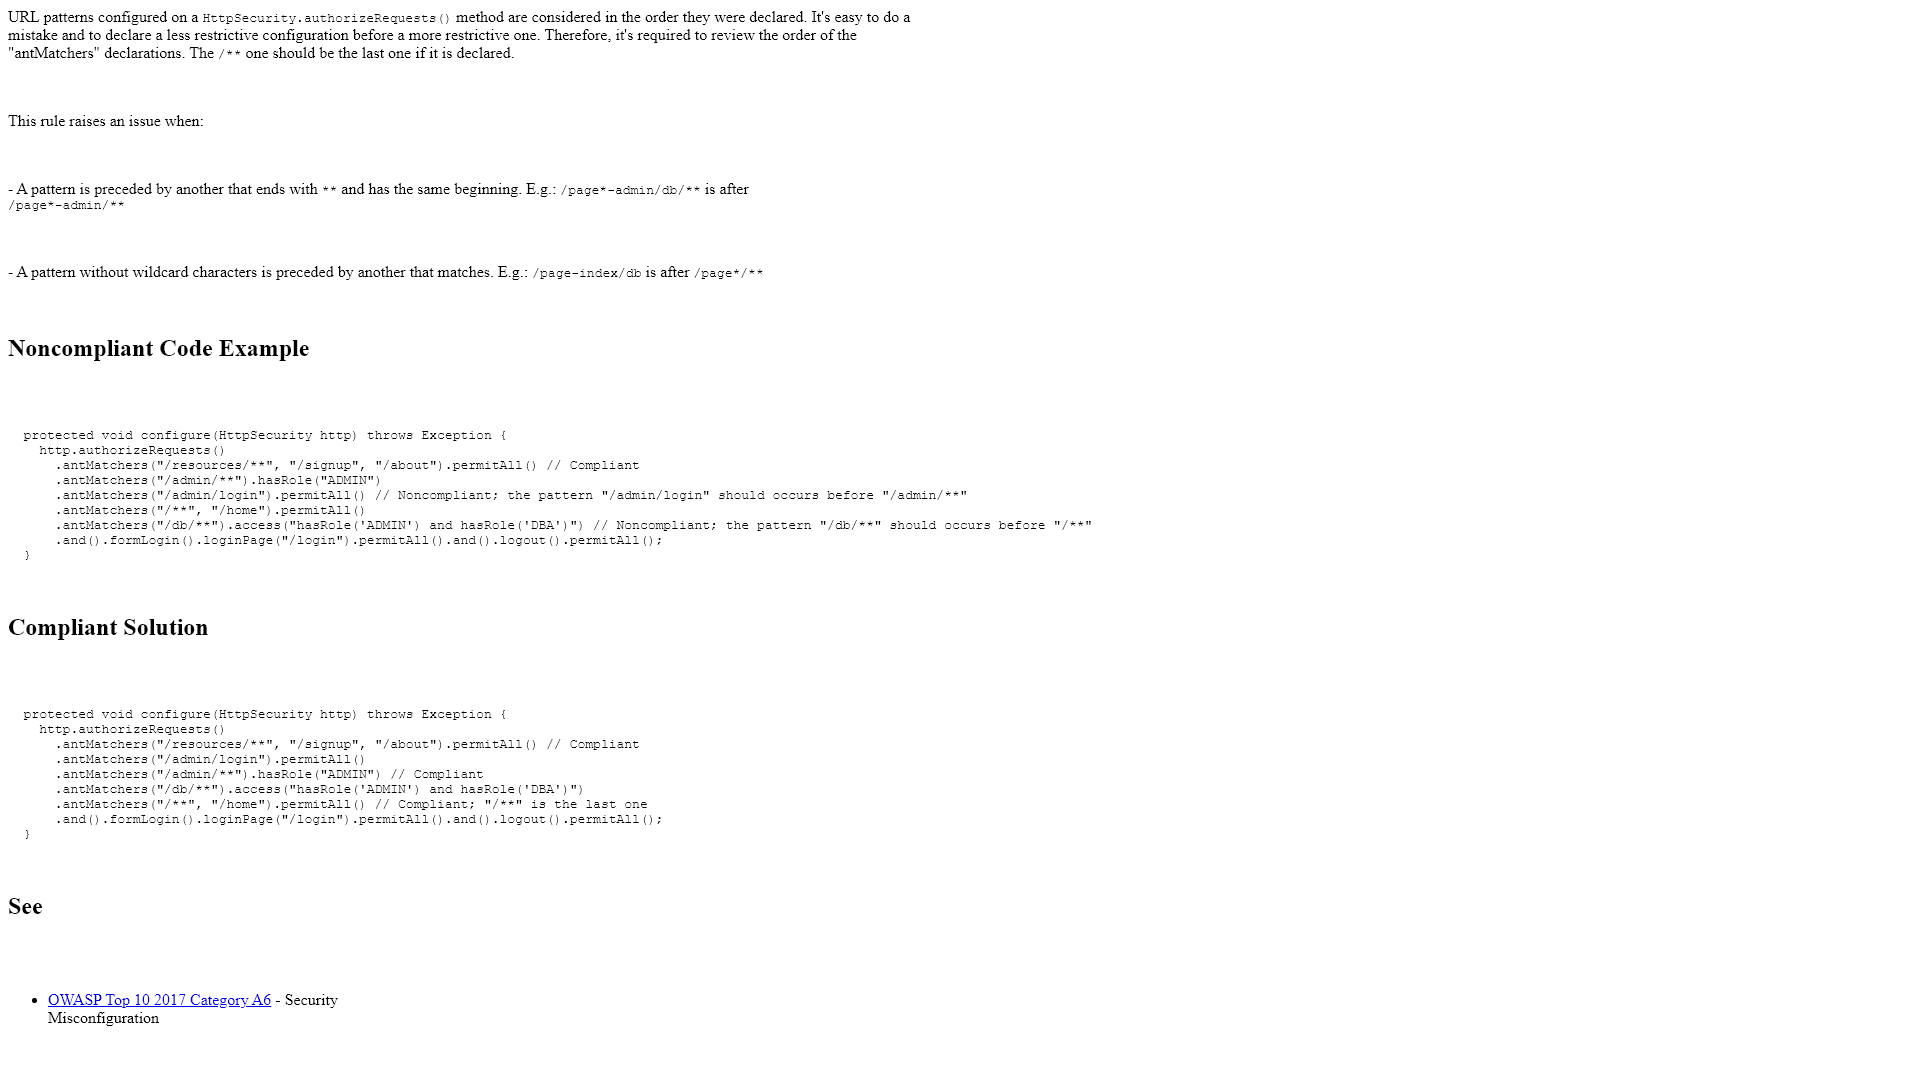 URL patterns configured on a HttpSecurity.authorizeRequests() method are considered in the order they were declared. It's easy to do a
mistake and to declare a less restrictive configuration before a more restrictive one. Therefore, it's required to review the order of the
"antMatchers" declarations. The /** one should be the last one if it is declared.
This rule raises an issue when:
- A pattern is preceded by another that ends with ** and has the same beginning. E.g.: /page*-admin/db/** is after
/page*-admin/**
- A pattern without wildcard characters is preceded by another that matches. E.g.: /page-index/db is after /page*/**
Noncompliant Code Example
  protected void configure(HttpSecurity http) throws Exception {
    http.authorizeRequests()
      .antMatchers("/resources/**", "/signup", "/about").permitAll() // Compliant
      .antMatchers("/admin/**").hasRole("ADMIN")
      .antMatchers("/admin/login").permitAll() // Noncompliant; the pattern "/admin/login" should occurs before "/admin/**"
      .antMatchers("/**", "/home").permitAll()
      .antMatchers("/db/**").access("hasRole('ADMIN') and hasRole('DBA')") // Noncompliant; the pattern "/db/**" should occurs before "/**"
      .and().formLogin().loginPage("/login").permitAll().and().logout().permitAll();
  }
Compliant Solution
  protected void configure(HttpSecurity http) throws Exception {
    http.authorizeRequests()
      .antMatchers("/resources/**", "/signup", "/about").permitAll() // Compliant
      .antMatchers("/admin/login").permitAll()
      .antMatchers("/admin/**").hasRole("ADMIN") // Compliant
      .antMatchers("/db/**").access("hasRole('ADMIN') and hasRole('DBA')")
      .antMatchers("/**", "/home").permitAll() // Compliant; "/**" is the last one
      .and().formLogin().loginPage("/login").permitAll().and().logout().permitAll();
  }
See
• OWASP Top 10 2017 Category A6 - Security
Misconfiguration